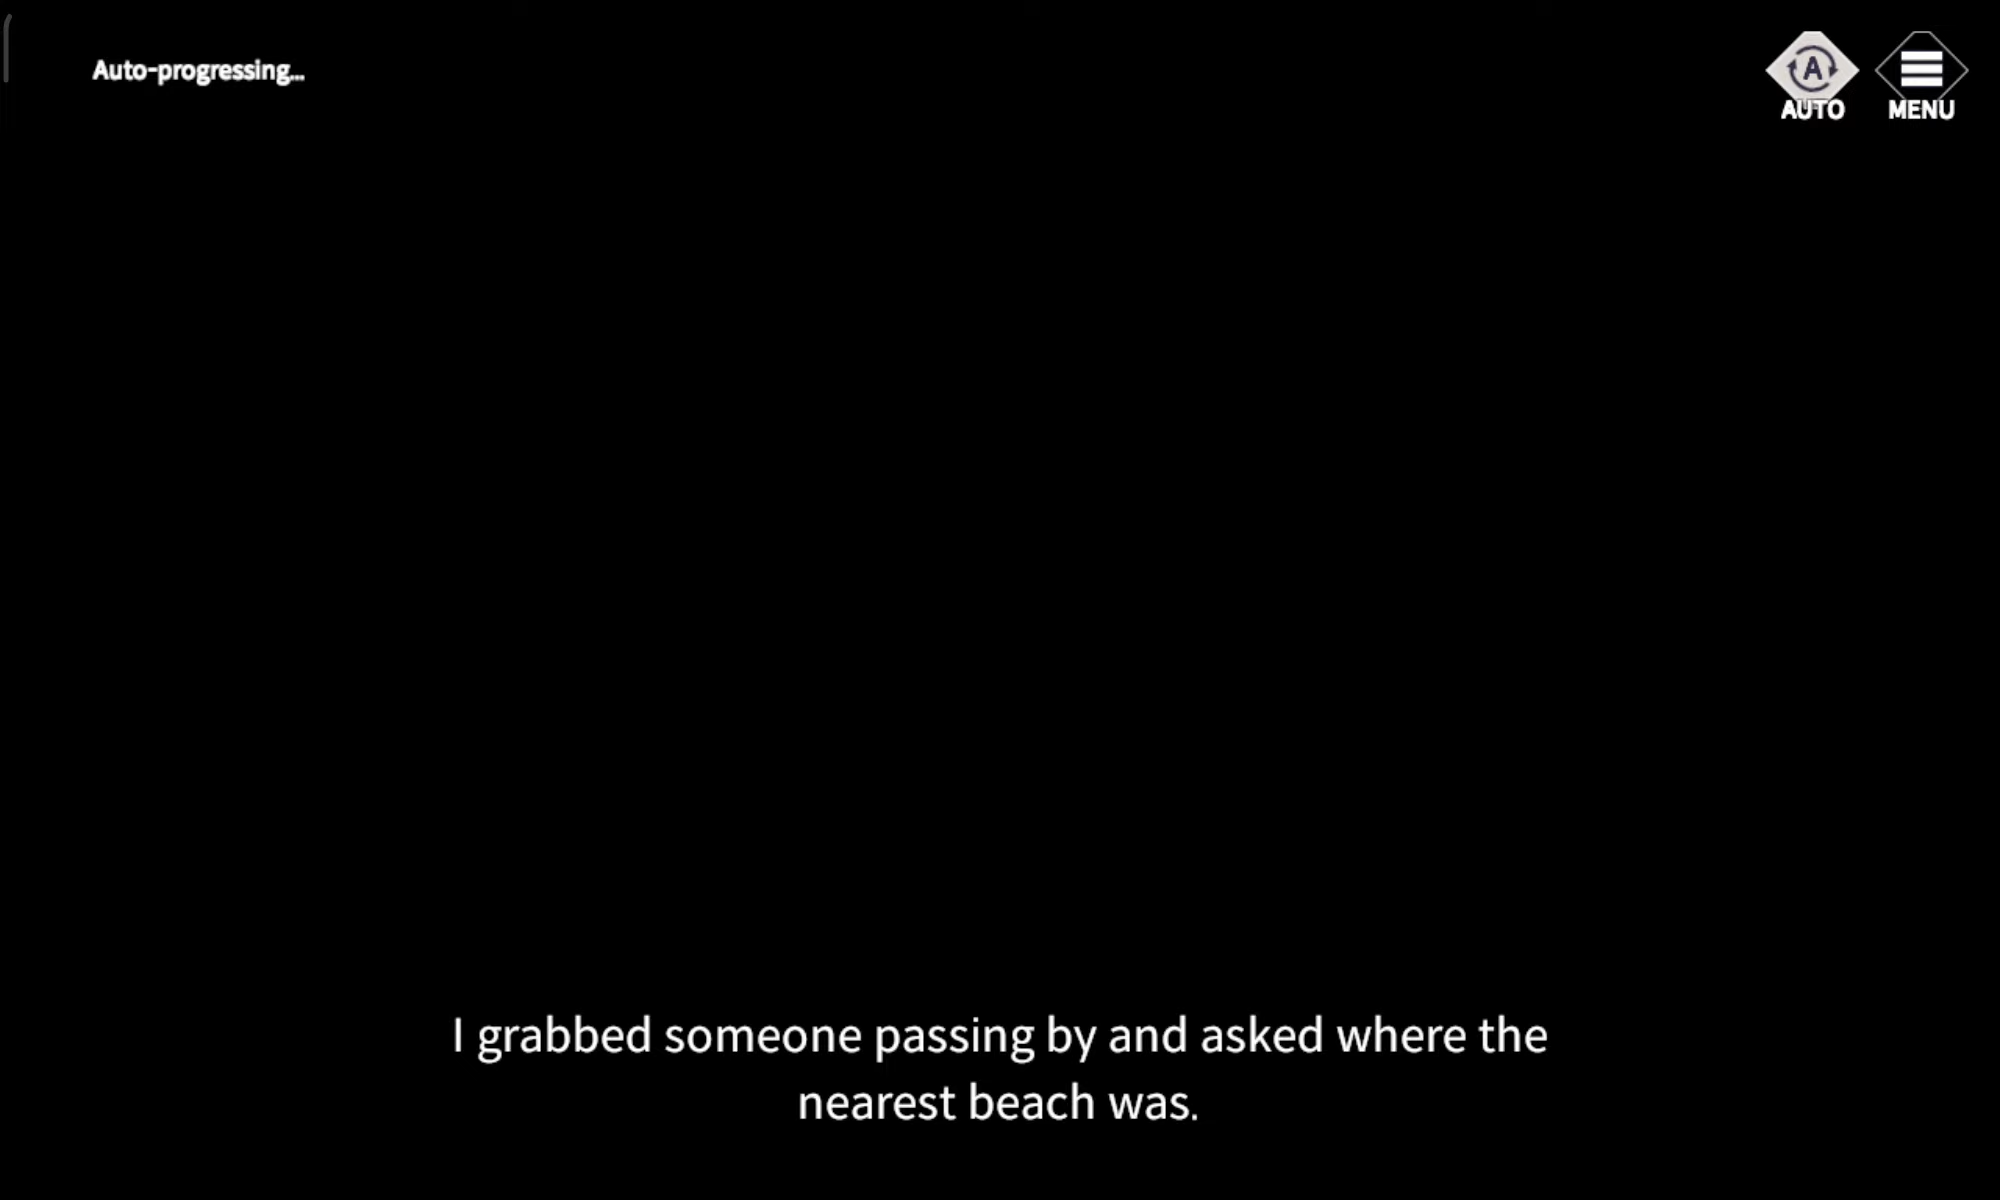 Auto-progressing...
A
AUTO
MENU
I grabbed someone passing by and asked where the
nearest beach was.